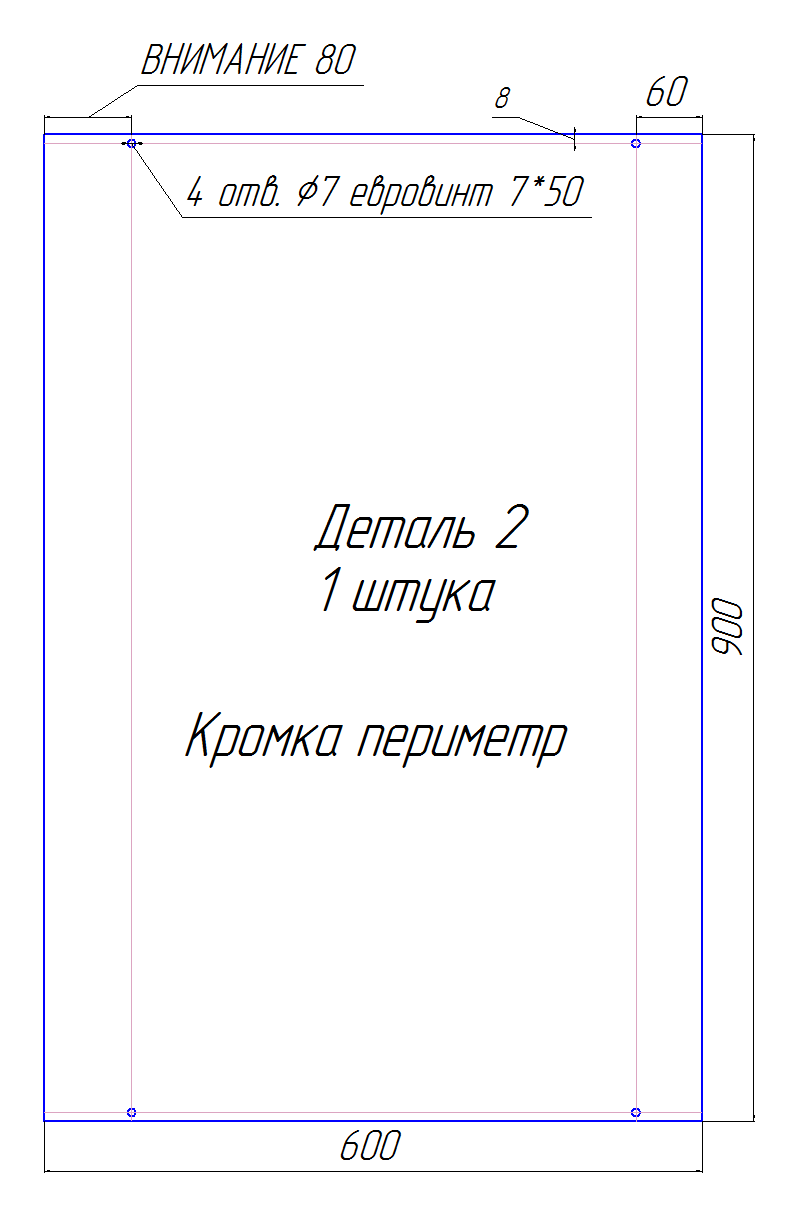 ВНИМАНИЕ 80
8
60
4 отв. ⌀7 евровинт 7*50
Деталь 2
1 штука
900
Кромка периметр
600